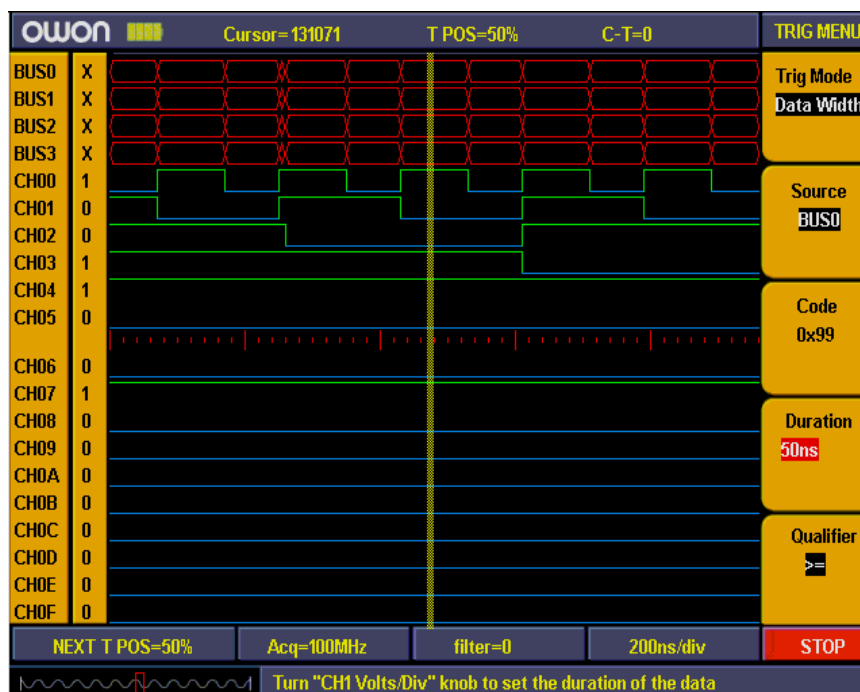 OWON Cursor=131071 T POS=50% C-T=0 TRIG MENU
BUS0 X
BUS1 X
BUS2 X
BUS3 X
CH00 1
CH01 0
CH02 0
CH03 1
CH04 1
CH05 0
CH06 0
CH07 1
CH08 0
CH09 0
CH0A 0
CH0B 0
CH0C 0
CH0D 0
CH0E 0
CH0F 0
Trig Mode
Data Width
Source
BUS0
Code
0x99
Duration
50ns
Qualifier
>=
NEXT T POS=50% Acq=100MHz filter=0 200ns/div STOP
Turn "CH1 Volts/Div" knob to set the duration of the data